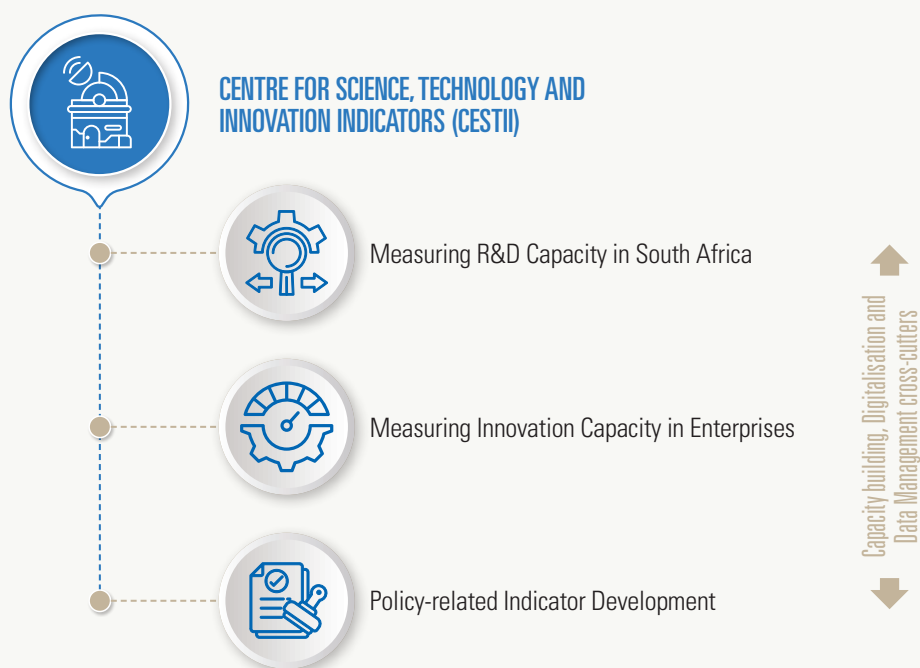 CENTRE FOR SCIENCE, TECHNOLOGY AND
INNOVATION INDICATORS (CESTII)
Measuring R&D Capacity in South Africa
Measuring Innovation Capacity in Enterprises
Policy-related Indicator Development
Capacity building, Digitalisation and
Data Management cross-cutters